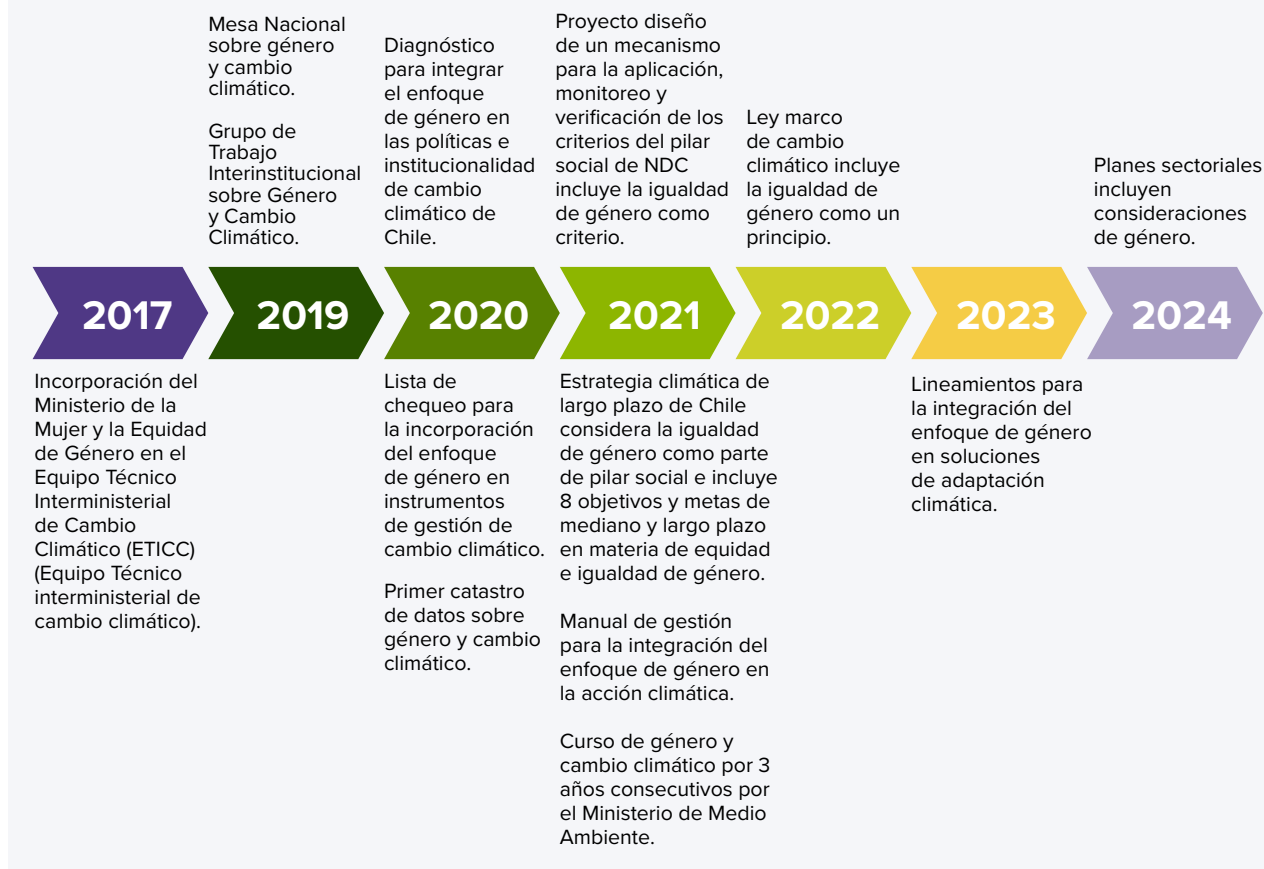 Mesa Nacional
sobre género
y cambio
climático.
Grupo de
Trabajo
Interinstitucional
sobre Género
y Cambio
Climático.
Diagnóstico
para integrar
el enfoque
de género en
las políticas e
institucionalidad
de cambio
climático de
Chile.
Proyecto diseño
de un mecanismo
para la aplicación,
monitoreo y
verificación de los
criterios del pilar
social de NDC
incluye la igualdad
de género como
criterio.
Ley marco
de cambio
climático incluye
la igualdad de
género como un
principio.
Planes sectoriales
incluyen
consideraciones
de género.
2017
2019
2020
2021
2022
2023
2024
Incorporación del
Ministerio de la
Mujer y la Equidad
de Género en el
Equipo Técnico
Interministerial
de Cambio
Climático (ETICC)
(Equipo Técnico
interministerial de
cambio climático).
Lista de
chequeo para
la incorporación
del enfoque
de género en
instrumentos
de gestión de
cambio climático.
Primer catastro
de datos sobre
género y cambio
climático.
Estrategia climática de
largo plazo de Chile
considera la igualdad
de género como parte
de pilar social e incluye
8 objetivos y metas de
mediano y largo plazo
en materia de equidad
e igualdad de género.
Manual de gestión
para la integración del
enfoque de género en
la acción climática.
Curso de género y
cambio climático por 3
años consecutivos por
el Ministerio de Medio
Ambiente.
Lineamientos para
la integración del
enfoque de género
en soluciones
de adaptación
climática.